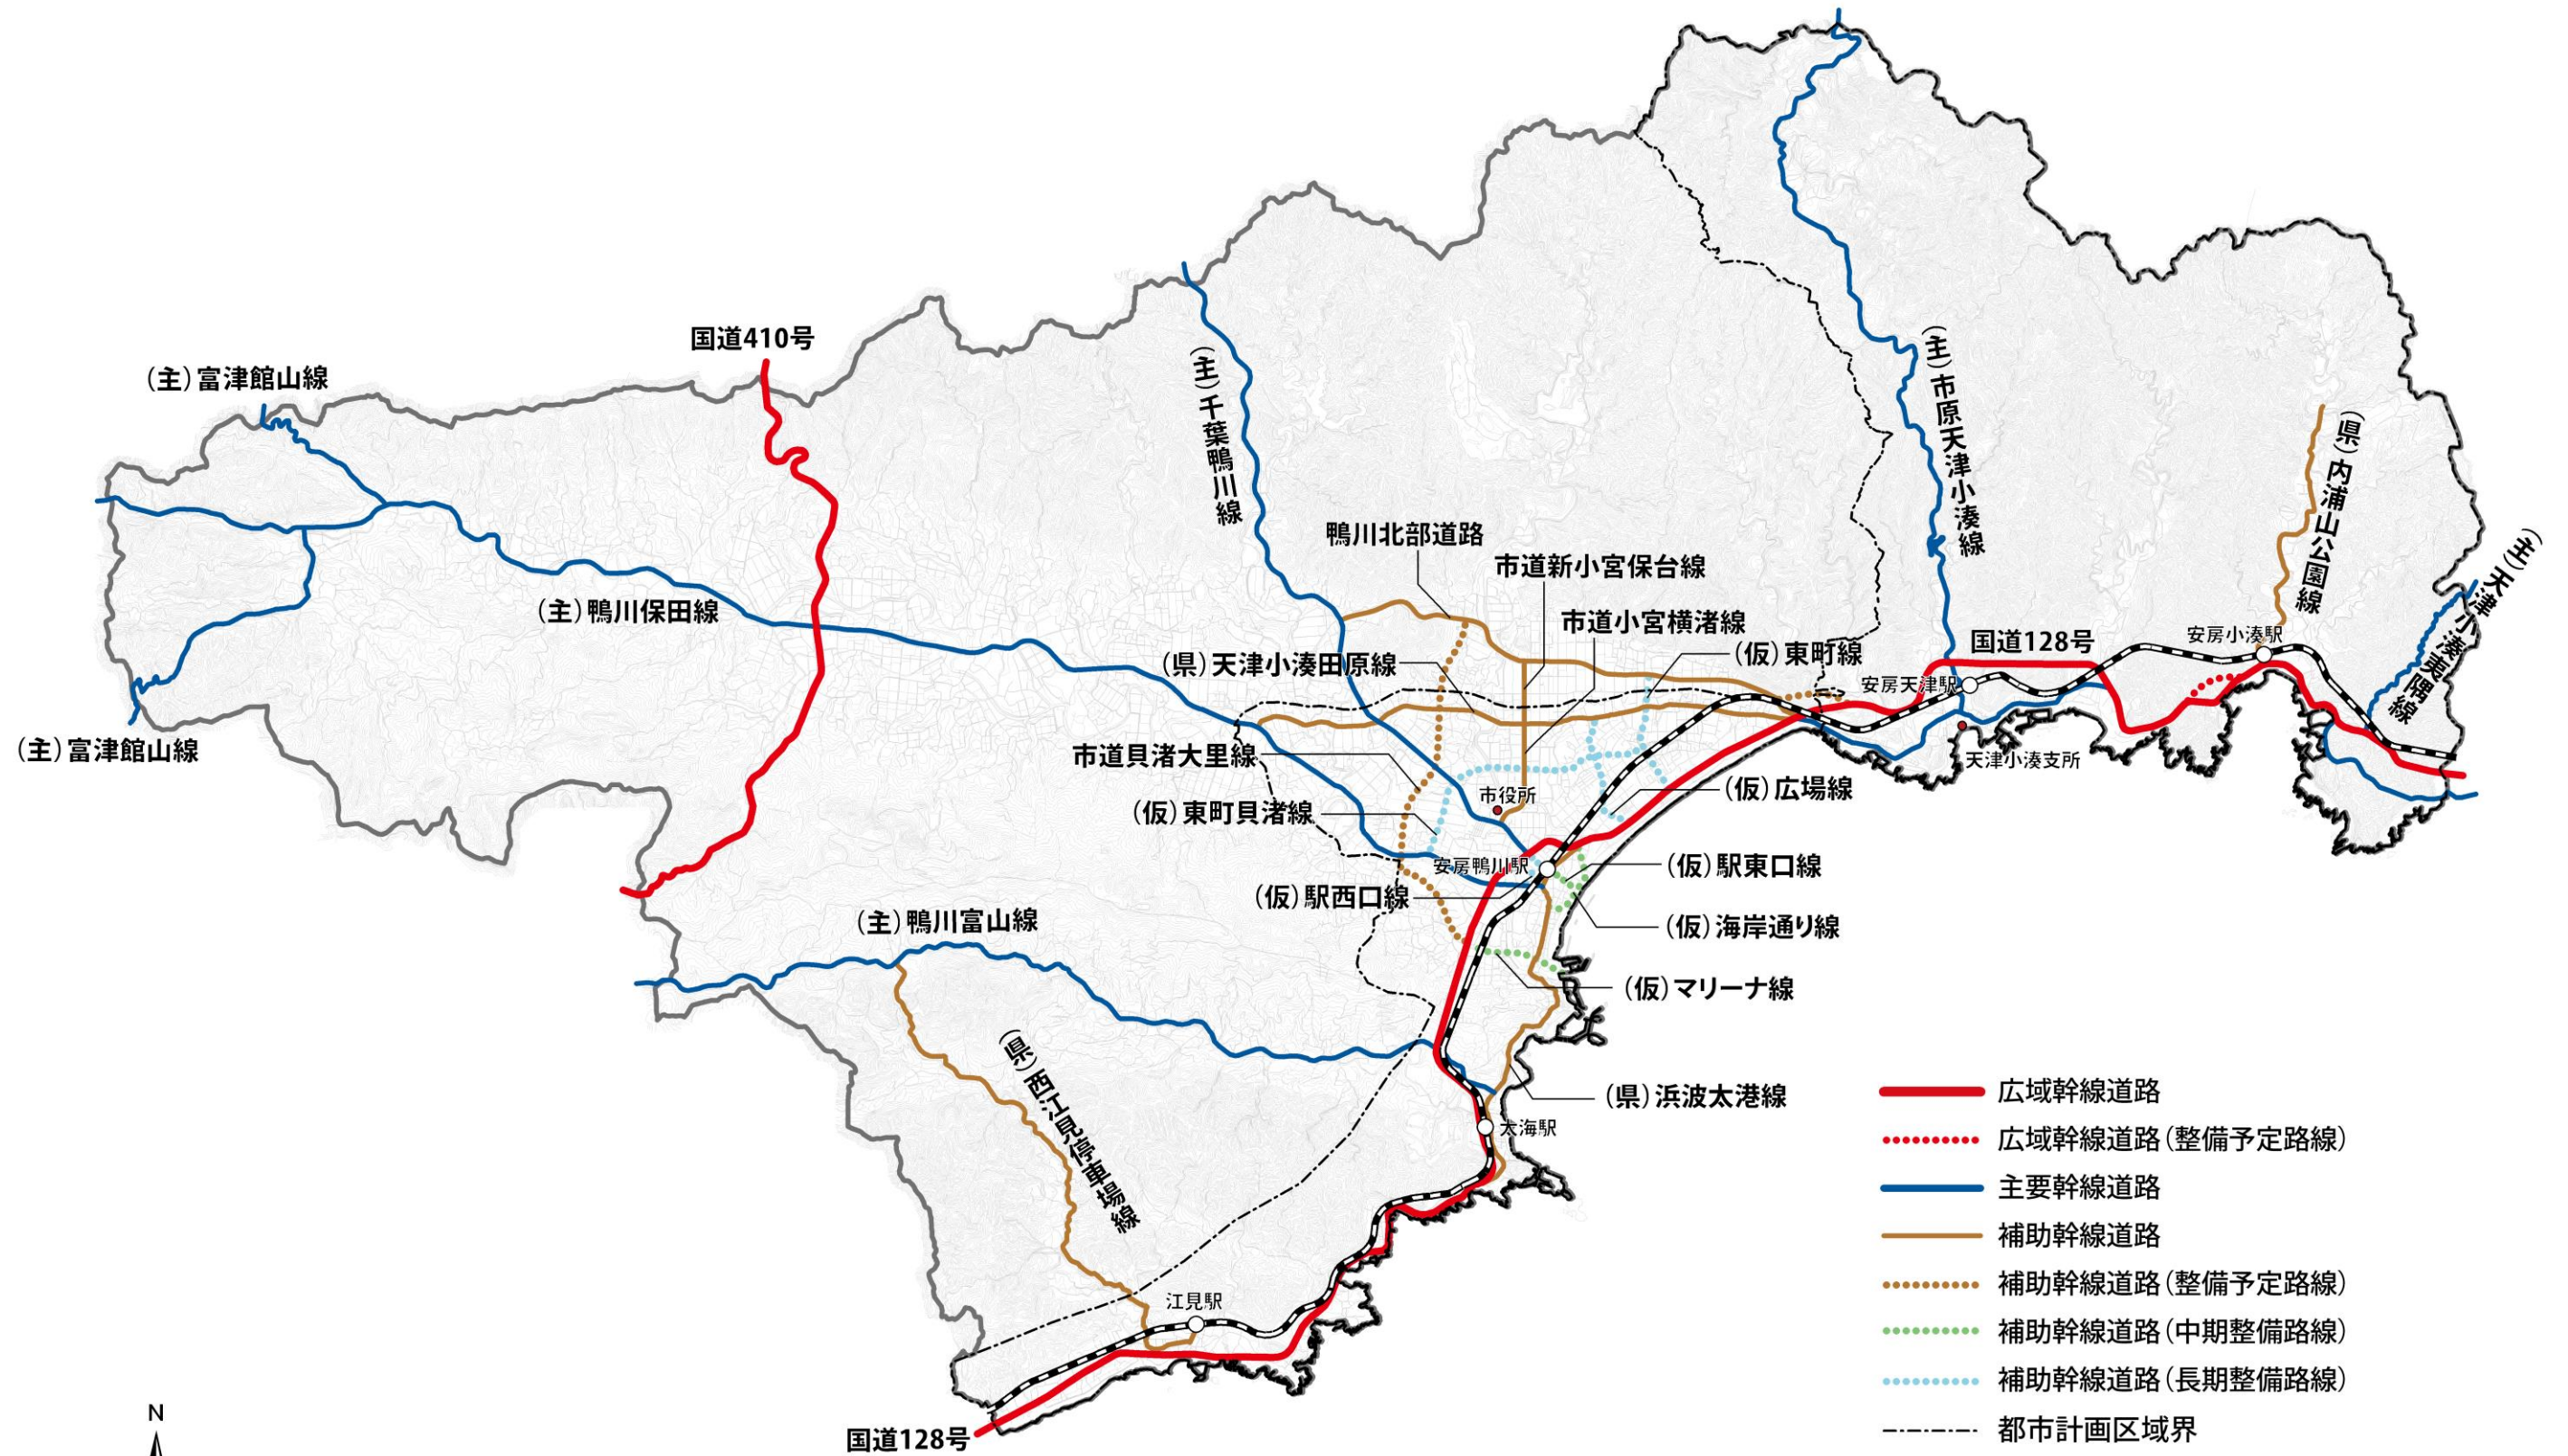 国道410号
(主)富津館山線
(主)千葉鴨川線
(主)市原天津小湊線
(県)内浦山公園線
(主)天津小湊夷隅線
鴨川北部道路
市道新小宮保台線
(主)鴨川保田線
市道小宮横渚線
国道128号
安房小湊駅
(仮)東町線
(県)天津小湊田原線
安房天津駅
(主)富津館山線
市道貝渚大里線
天津小湊支所
(仮)広場線
市役所
(仮)東町貝渚線
安房鴨川駅
(仮)駅東口線
(仮)駅西口線
(主)鴨川富山線
(仮)海岸通り線
(仮)マリーナ線
(県)西江見停車場線
(県)浜波太港線
太海駅
江見駅
国道128号
N
広域幹線道路
広域幹線道路(整備予定路線)
主要幹線道路
補助幹線道路
補助幹線道路(整備予定路線)
補助幹線道路(中期整備路線)
補助幹線道路(長期整備路線)
都市計画区域界